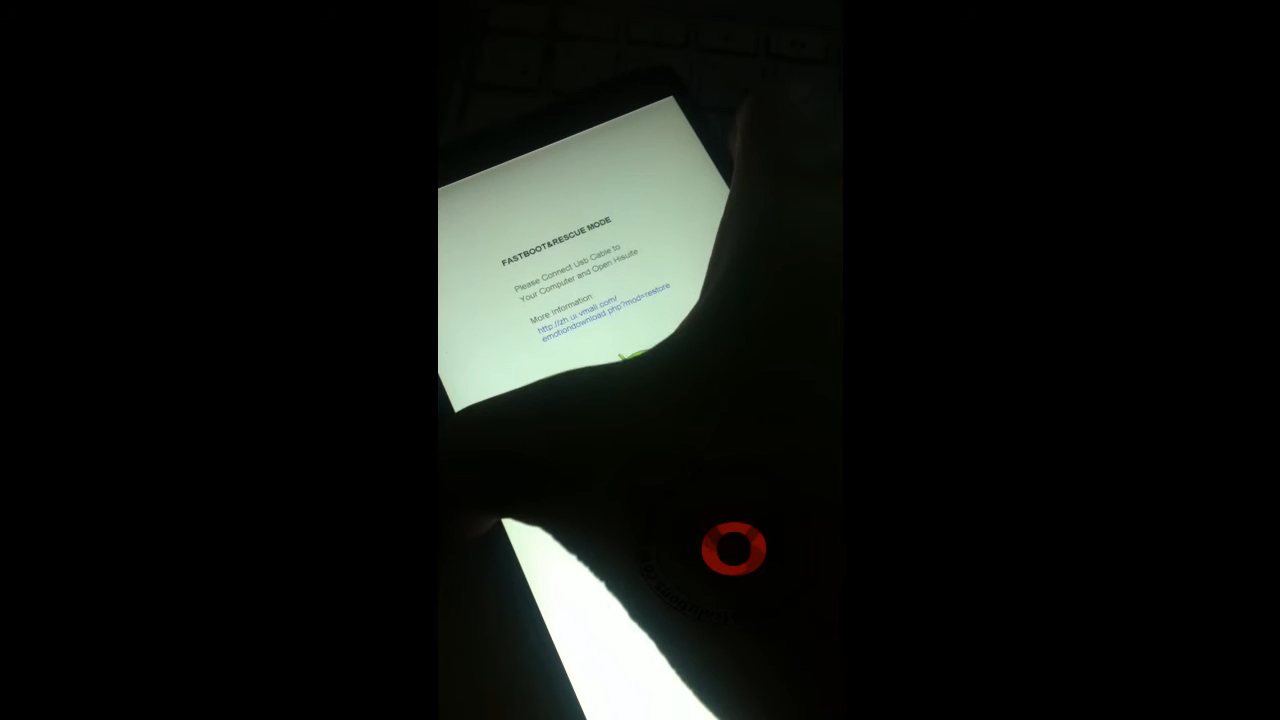 FASTBOOT&RESCUE MODE
Please Connect Usb Cable to
Your Computer and Open Hisuite
More Information
http://zh.ui.vmall.com/
emotiondownload.php?mod=restore